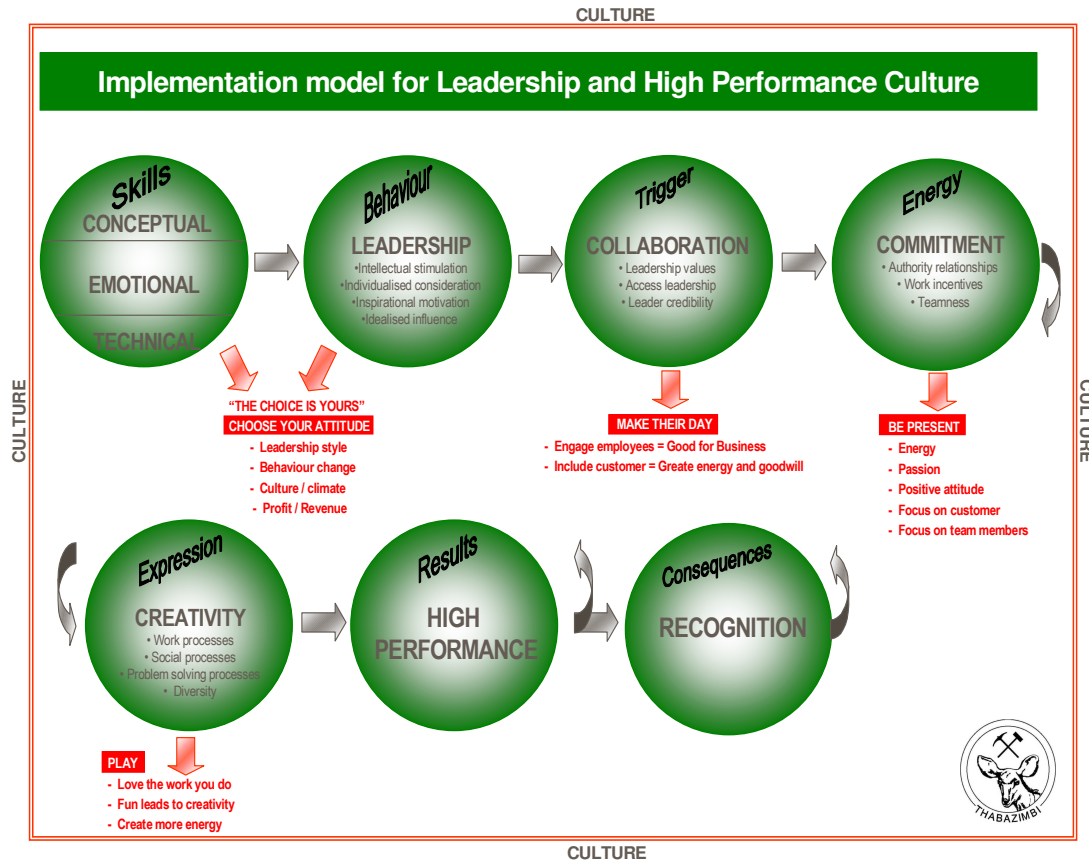 CULTURE
Implementation model for Leadership and High Performance Culture
Skills
CONCEPTUAL
EMOTIONAL
TECHNICAL
Behaviour
LEADERSHIP
•Intellectual stimulation
•Individualised consideration
•Inspirational motivation
•Idealised influence
Trigger
COLLABORATION
• Leadership values
• Access leadership
• Leader credibility
Energy
COMMITMENT
• Authority relationships
• Work incentives
• Teamness
CULTURE
CULTURE
"THE CHOICE IS YOURS"
CHOOSE YOUR ATTITUDE
- Leadership style
- Behaviour change
- Culture / climate
- Profit / Revenue
MAKE THEIR DAY
- Engage employees = Good for Business
- Include customer = Greate energy and goodwill
BE PRESENT
- Energy
- Passion
- Positive attitude
- Focus on customer
- Focus on team members
Expression
CREATIVITY
• Work processes
• Social processes
• Problem solving processes
• Diversity
Results
HIGH
PERFORMANCE
Consequences
RECOGNITION
PLAY
- Love the work you do
- Fun leads to creativity
- Create more energy
THABAZIMBI
CULTURE